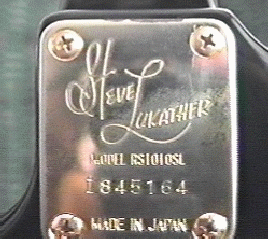 Steve
Lukather
MODEL RS1010SL
I845164
MADE IN JAPAN